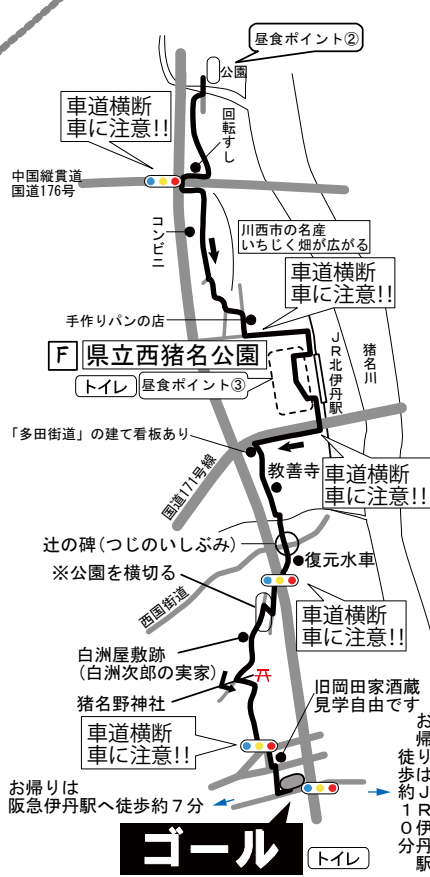 昼食ポイント②
公園
車道横断
車に注意!!
回転すし
中国縦貫道
国道176号
コンビニ
川西市の名産
いちじく畑が広がる
車道横断
車に注意!!
手作りパンの店
F 県立西猪名公園
トイレ
昼食ポイント③
JR北伊丹駅
猪名川
「多田街道」の建て看板あり
国道171号線
教善寺
車道横断
車に注意!!
辻の碑(つじのいしぶみ)
復元水車
※公園を横切る
西国街道
車道横断
車に注意!!
白洲屋敷跡
(白洲次郎の実家)
猪名野神社
旧岡田家酒蔵
見学自由です
車道横断
車に注意!!
お帰りは
阪急伊丹駅へ徒歩約7分
お帰りはJR伊丹駅
徒歩約10分
ゴール
トイレ